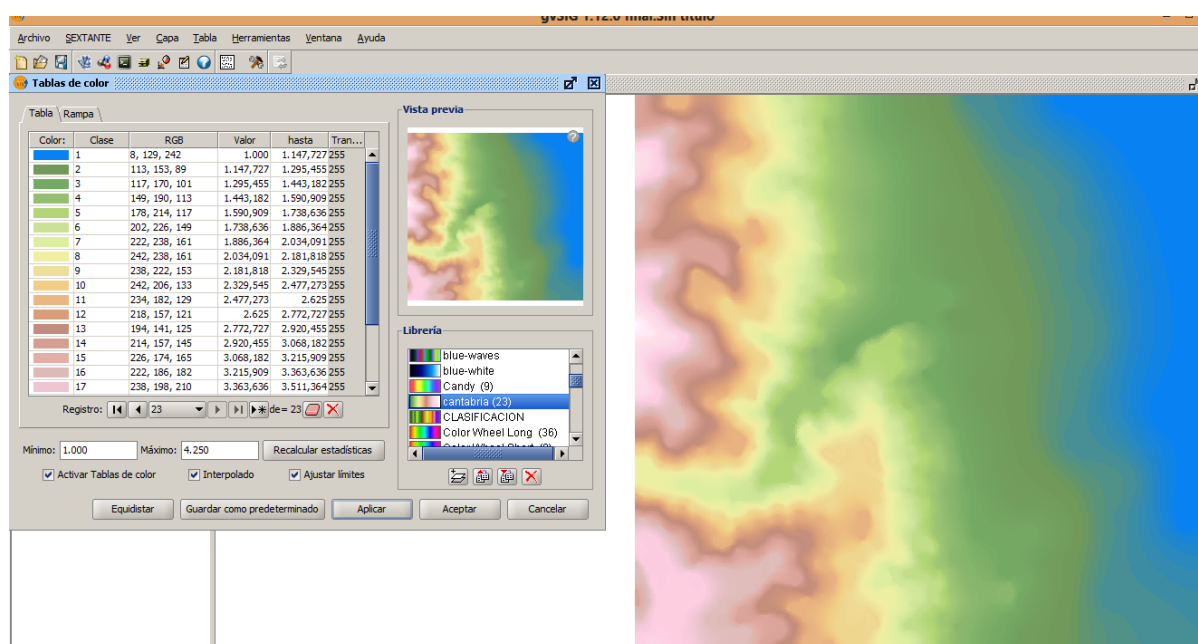 gvSIG 1.12.0 final:Sin título
Archivo SEXTANTE Ver Capa Tabla Herramientas Ventana Ayuda
Tablas de color
Tabla Rampa
Color: Clase RGB Valor hasta Tran...
1 8, 129, 242 1.000 1.147,727 255
2 113, 153, 89 1.147,727 1.295,455 255
3 117, 170, 101 1.295,455 1.443,182 255
4 149, 190, 113 1.443,182 1.590,909 255
5 178, 214, 117 1.590,909 1.738,636 255
6 202, 226, 149 1.738,636 1.886,364 255
7 222, 238, 161 1.886,364 2.034,091 255
8 242, 238, 161 2.034,091 2.181,818 255
9 238, 222, 153 2.181,818 2.329,545 255
10 242, 206, 133 2.329,545 2.477,273 255
11 234, 182, 129 2.477,273 2.625 255
12 218, 157, 121 2.625 2.772,727 255
13 194, 141, 125 2.772,727 2.920,455 255
14 214, 157, 145 2.920,455 3.068,182 255
15 226, 174, 165 3.068,182 3.215,909 255
16 222, 186, 182 3.215,909 3.363,636 255
17 238, 198, 210 3.363,636 3.511,364 255
Registro: 23 de= 23
Mínimo: 1.000 Máximo: 4.250 Recalcular estadísticas
Activar Tablas de color Interpolado Ajustar límites
Vista previa
Librería
blue-waves
blue-white
Candy (9)
cantabria (23)
CLASIFICACION
Color Wheel Long (36)
Equidistar Guardar como predeterminado Aplicar Aceptar Cancelar